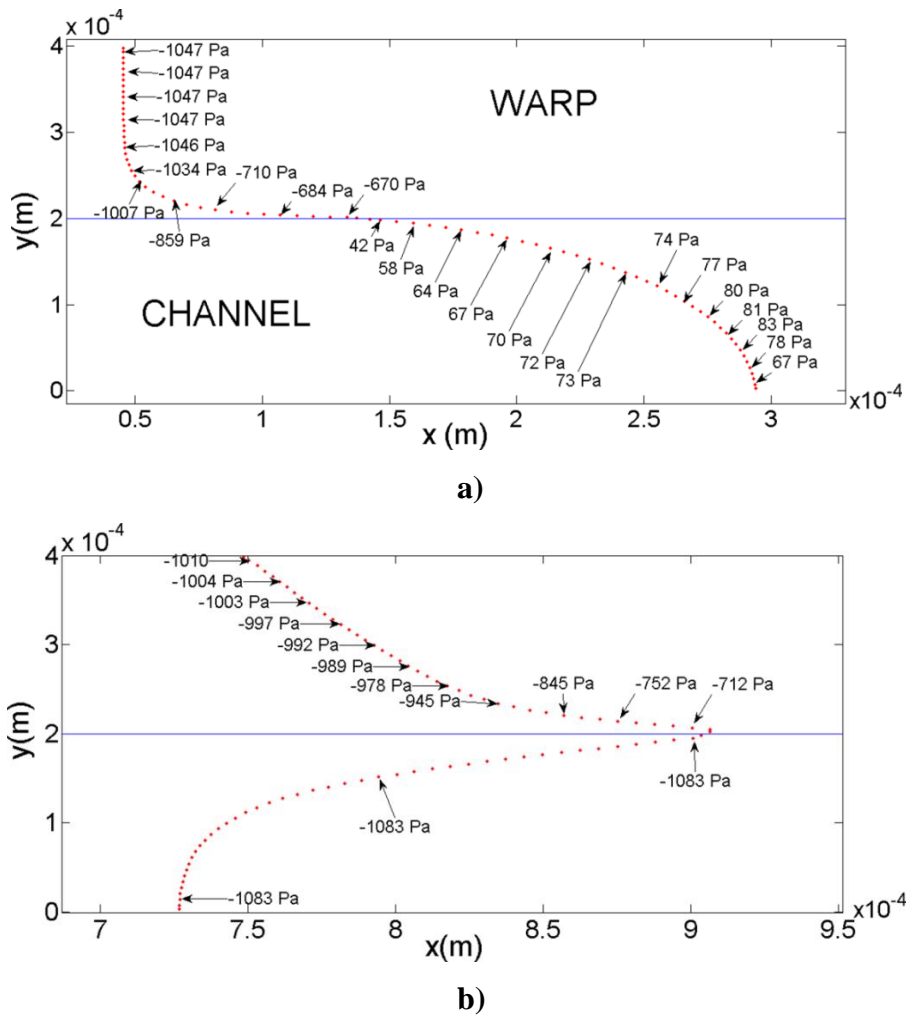 4 x 10⁻⁴
-1047 Pa
-1047 Pa
-1047 Pa
-1047 Pa
WARP
3
-1046 Pa
-1034 Pa
-710 Pa
-684 Pa
-670 Pa
-1007 Pa
2
-859 Pa
42 Pa
58 Pa
74 Pa
y(m)
77 Pa
64 Pa
80 Pa
67 Pa
81 Pa
1
CHANNEL
70 Pa
83 Pa
72 Pa
78 Pa
73 Pa
67 Pa
0
0.5 1 1.5 2 2.5 3 x10⁻⁴
x (m)
a)
4 x 10⁻⁴
-1010
-1004 Pa
-1003 Pa
-997 Pa
3
-992 Pa
-989 Pa
-978 Pa
-945 Pa
-845 Pa
-752 Pa
-712 Pa
y(m)
2
-1083 Pa
-1083 Pa
1
-1083 Pa
0
7 7.5 8 8.5 9 9.5 x10⁻⁴
x(m)
b)